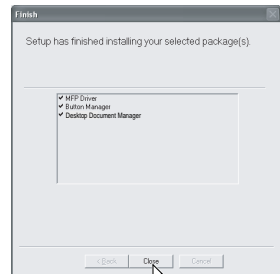 Finish
Setup has finished installing your selected package(s).
MFP Driver
Button Manager
Desktop Document Manager
< Back Close Cancel